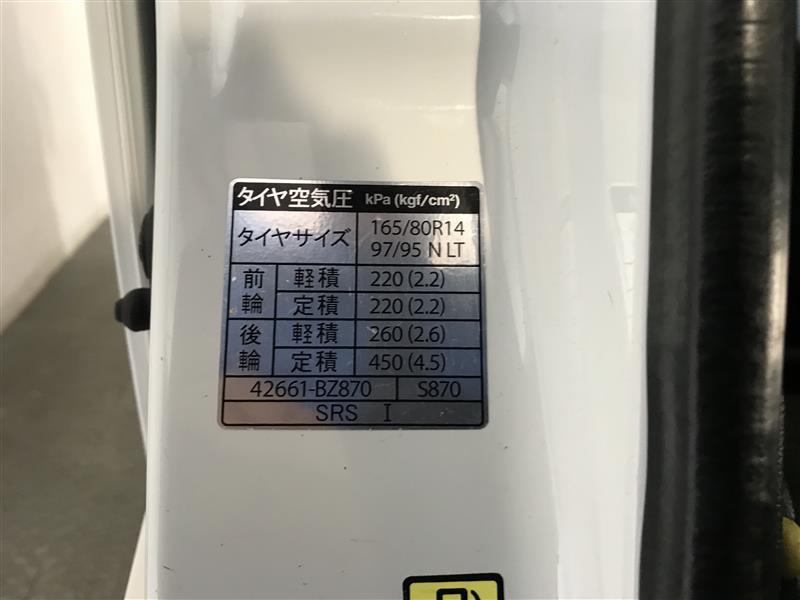 タイヤ空気圧 kPa (kgf/cm²)
タイヤサイズ 165/80R14 97/95 N LT
前輪 軽積 220 (2.2)
定積 220 (2.2)
後輪 軽積 260 (2.6)
定積 450 (4.5)
42661-BZ870 S870
SRS I